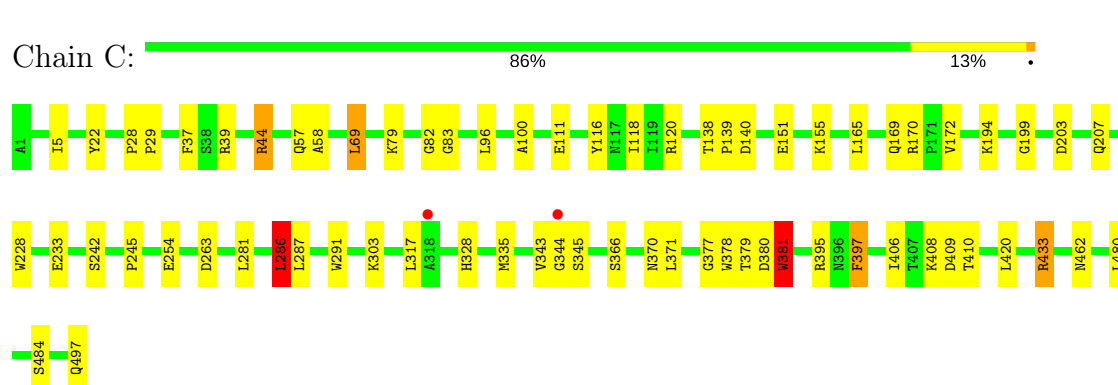 Chain C:
86% 13% •
A1 I5 Y22 P28 P29 F37 S38 R39 R44 Q57 A58 L69 K79 G82 G83 L96 A100 E111 Y116 N117 I118 I119 R120 T138 P139 D140 E151 K155 L165 Q169 R170 P171 V172 K194 G199 D203 Q207
W228 E233 S242 P245 E254 D263 L281 L286 L287 W291 K303 L317 A318 H328 M335 V343 G344 S345 S366 N370 L371 G377 W378 T379 D380 W381 R395 N396 F397 I406 T407 K408 D409 T410 L420 R433 N462 L480
S484 Q497